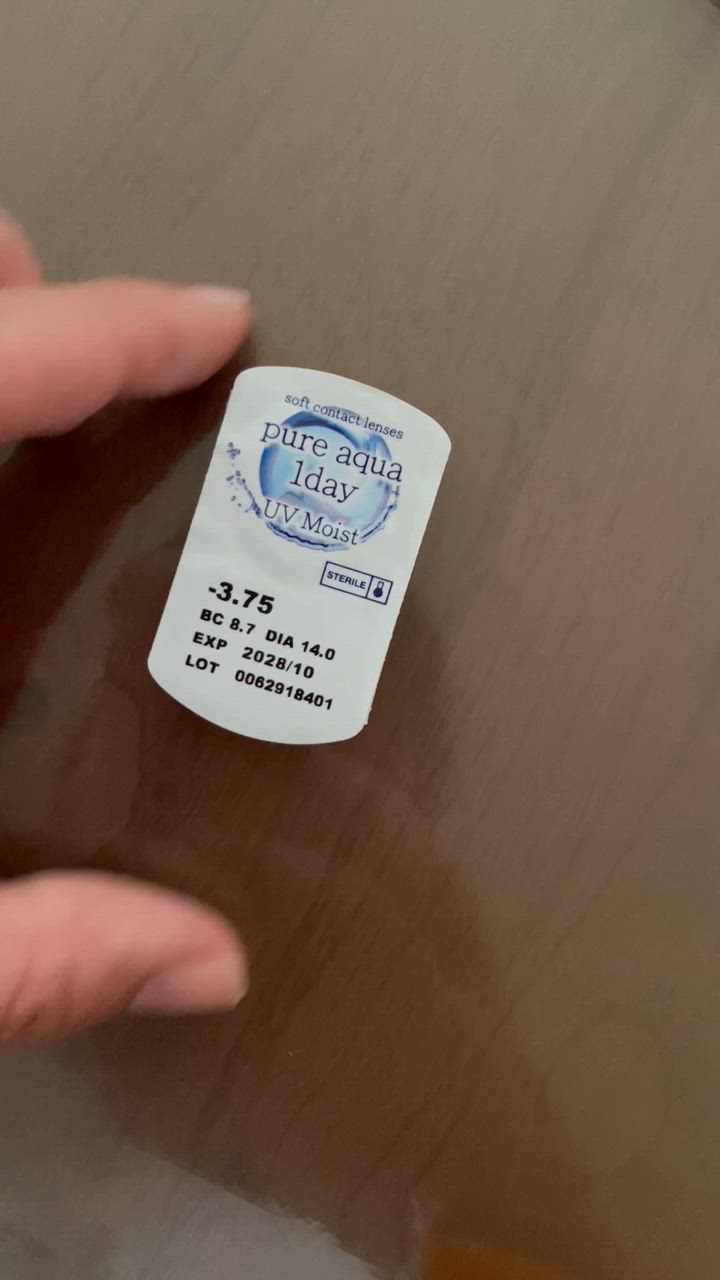 soft contact lenses
pure aqua
1day
UV Moist
STERILE
-3.75
BC 8.7 DIA 14.0
EXP 2028/10
LOT 0062918401